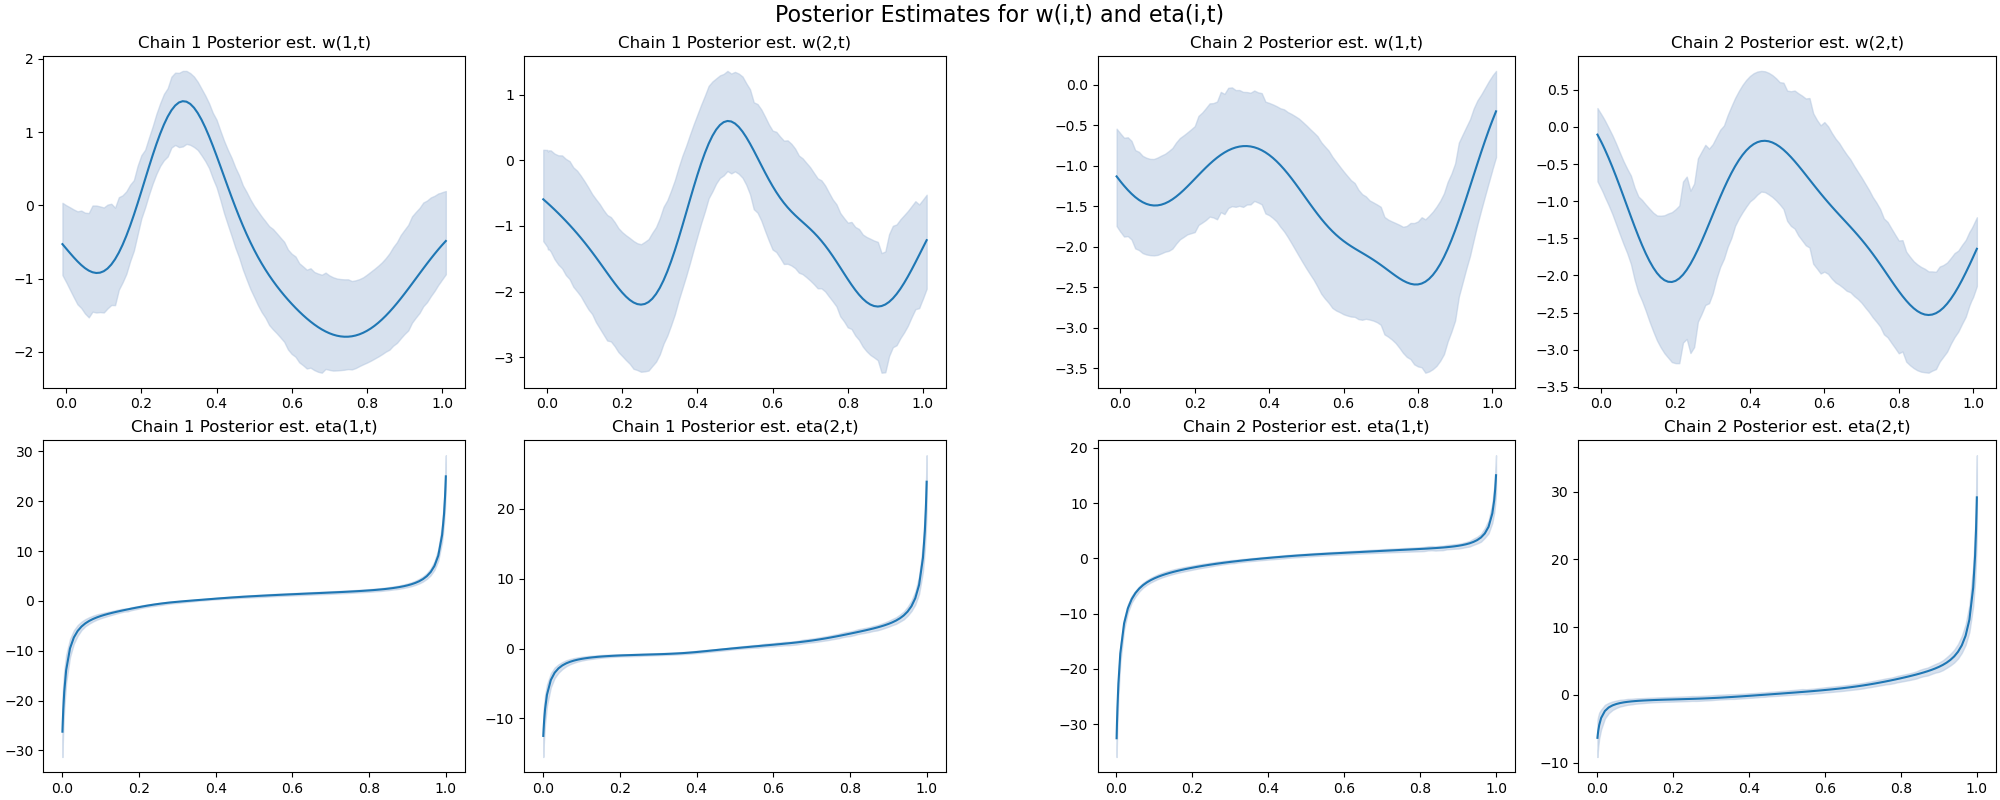 Posterior Estimates for w(i,t) and eta(i,t)
Chain 1 Posterior est. w(1,t)
2
1
0
−1
−2
0.0 0.2 0.4 0.6 0.8 1.0
Chain 1 Posterior est. w(2,t)
1
0
−1
−2
−3
0.0 0.2 0.4 0.6 0.8 1.0
Chain 2 Posterior est. w(1,t)
0.0
−0.5
−1.0
−1.5
−2.0
−2.5
−3.0
−3.5
0.0 0.2 0.4 0.6 0.8 1.0
Chain 2 Posterior est. w(2,t)
0.5
0.0
−0.5
−1.0
−1.5
−2.0
−2.5
−3.0
−3.5
0.0 0.2 0.4 0.6 0.8 1.0
Chain 1 Posterior est. eta(1,t)
30
20
10
0
−10
−20
−30
0.0 0.2 0.4 0.6 0.8 1.0
Chain 1 Posterior est. eta(2,t)
20
10
0
−10
0.0 0.2 0.4 0.6 0.8 1.0
Chain 2 Posterior est. eta(1,t)
20
10
0
−10
−20
−30
0.0 0.2 0.4 0.6 0.8 1.0
Chain 2 Posterior est. eta(2,t)
30
20
10
0
−10
0.0 0.2 0.4 0.6 0.8 1.0